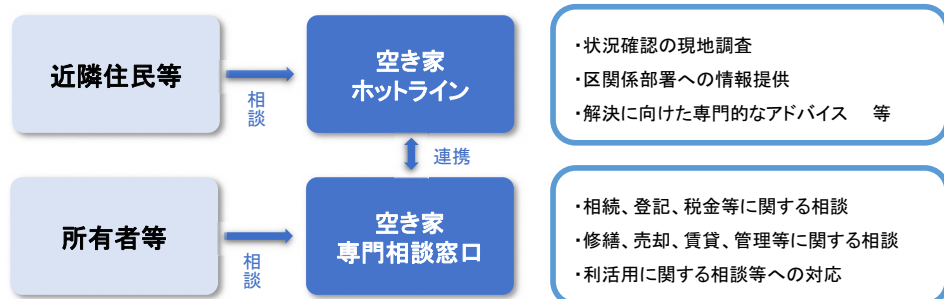 近隣住民等
相談
空き家
ホットライン
・状況確認の現地調査
・区関係部署への情報提供
・解決に向けた専門的なアドバイス　等
連携
所有者等
相談
空き家
専門相談窓口
・相続、登記、税金等に関する相談
・修繕、売却、賃貸、管理等に関する相談
・利活用に関する相談等への対応